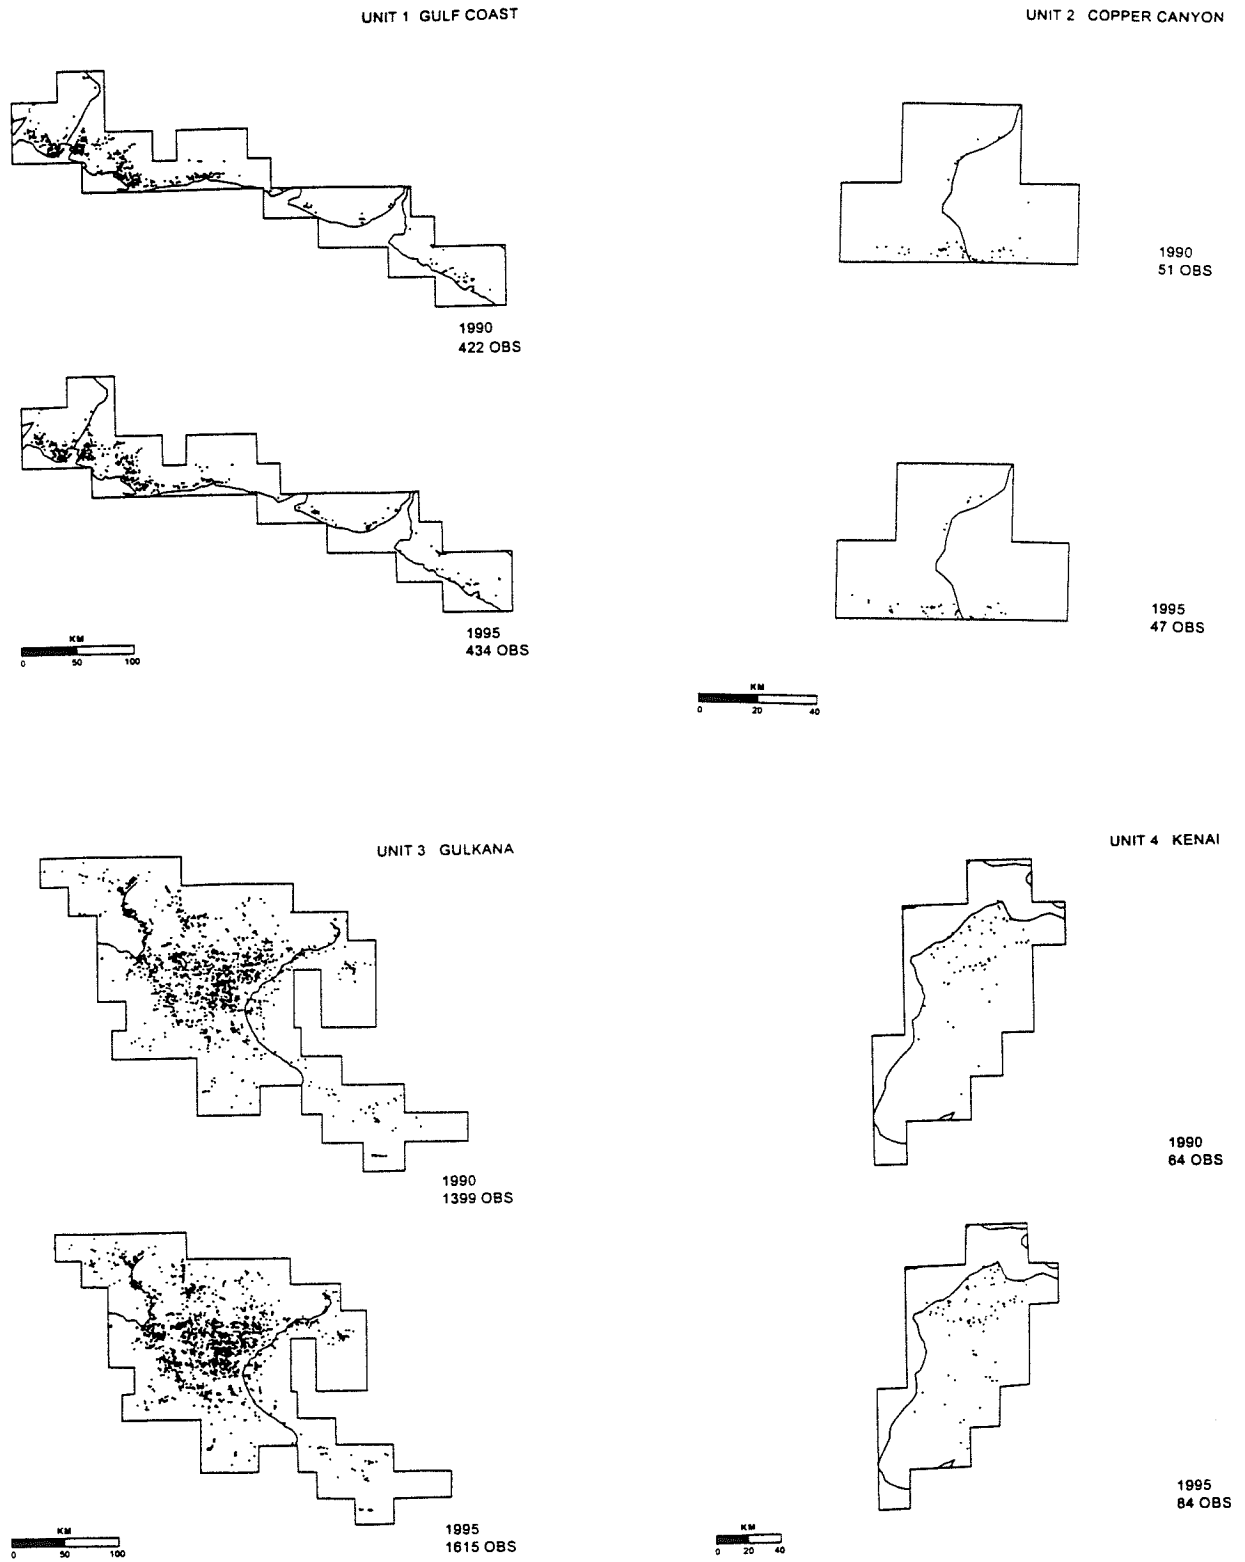 UNIT 1 GULF COAST
1990
422 OBS
1995
434 OBS
KM
0 50 100
UNIT 2 COPPER CANYON
1990
51 OBS
1995
47 OBS
KM
0 20 40
UNIT 3 GULKANA
1990
1399 OBS
1995
1615 OBS
KM
0 50 100
UNIT 4 KENAI
1990
64 OBS
1995
84 OBS
KM
0 20 40